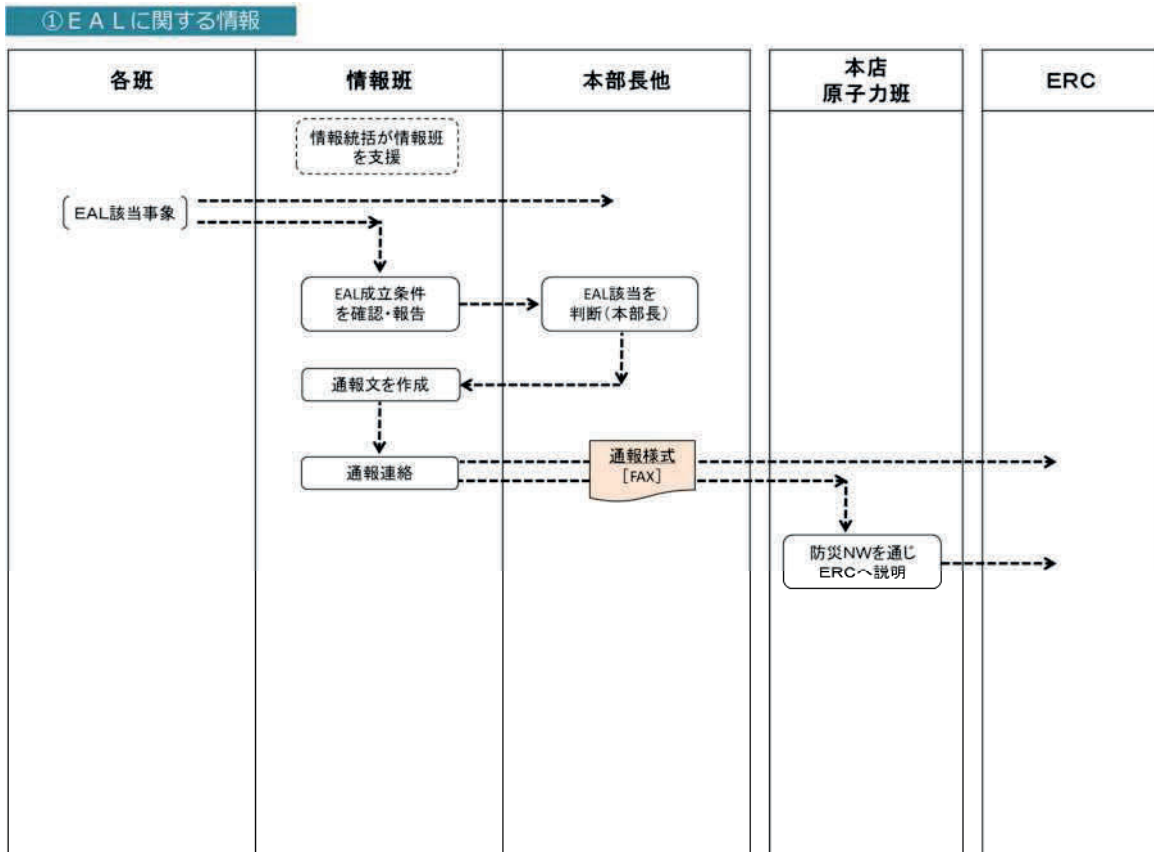 ①ＥＡＬに関する情報
各班
情報班
本部長他
本店
原子力班
ERC
情報統括が情報班
を支援
EAL該当事象
EAL成立条件
を確認・報告
EAL該当を
判断(本部長)
通報文を作成
通報連絡
通報様式
[FAX]
防災NWを通じ
ERCへ説明